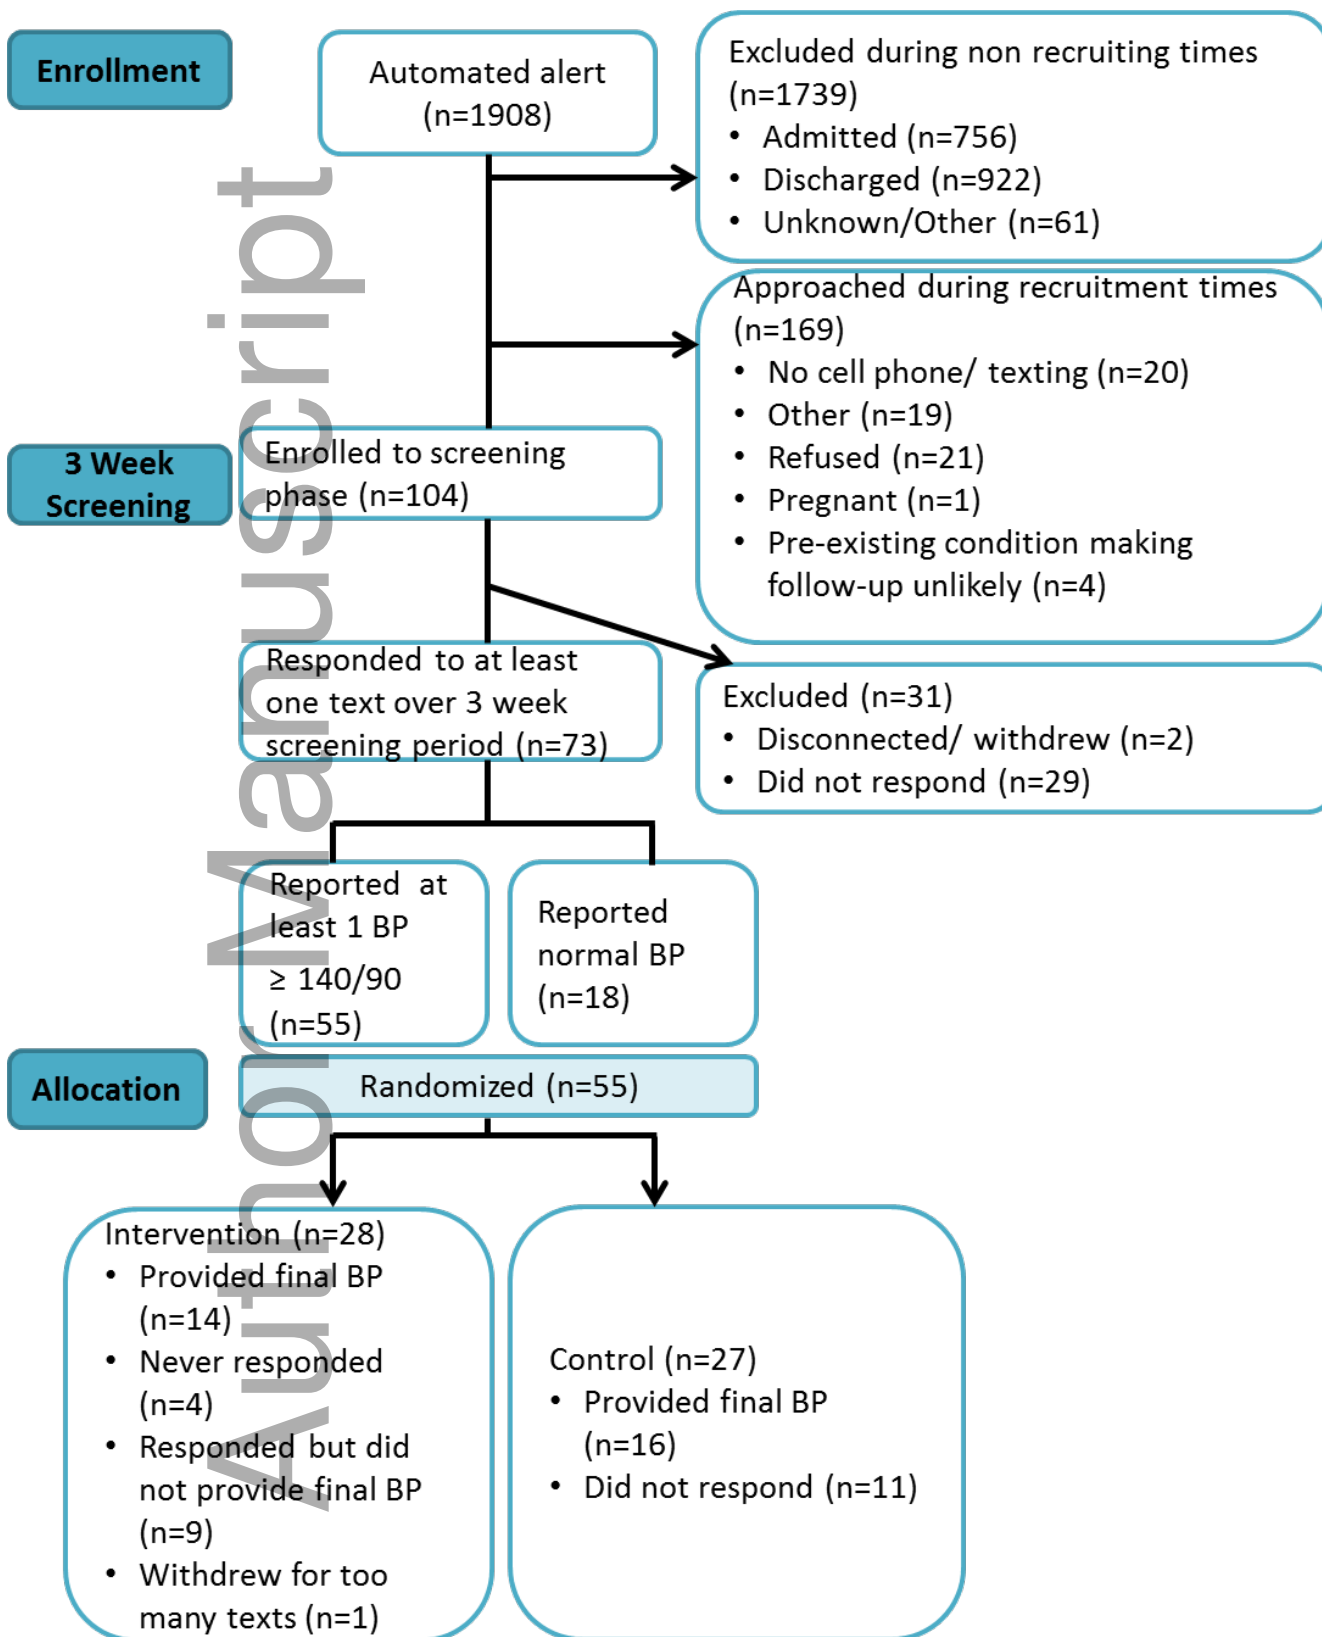 Enrollment
Automated alert
(n=1908)
Excluded during non recruiting times
(n=1739)
• Admitted (n=756)
• Discharged (n=922)
• Unknown/Other (n=61)
Approached during recruitment times
(n=169)
• No cell phone/ texting (n=20)
• Other (n=19)
• Refused (n=21)
• Pregnant (n=1)
• Pre-existing condition making
follow-up unlikely (n=4)
3 Week
Screening
Enrolled to screening
phase (n=104)
Responded to at least
one text over 3 week
screening period (n=73)
Excluded (n=31)
• Disconnected/ withdrew (n=2)
• Did not respond (n=29)
Reported at
least 1 BP
≥ 140/90
(n=55)
Reported
normal BP
(n=18)
Allocation
Randomized (n=55)
Intervention (n=28)
• Provided final BP
(n=14)
• Never responded
(n=4)
• Responded but did
not provide final BP
(n=9)
• Withdrew for too
many texts (n=1)
Control (n=27)
• Provided final BP
(n=16)
• Did not respond (n=11)
Author Manuscript